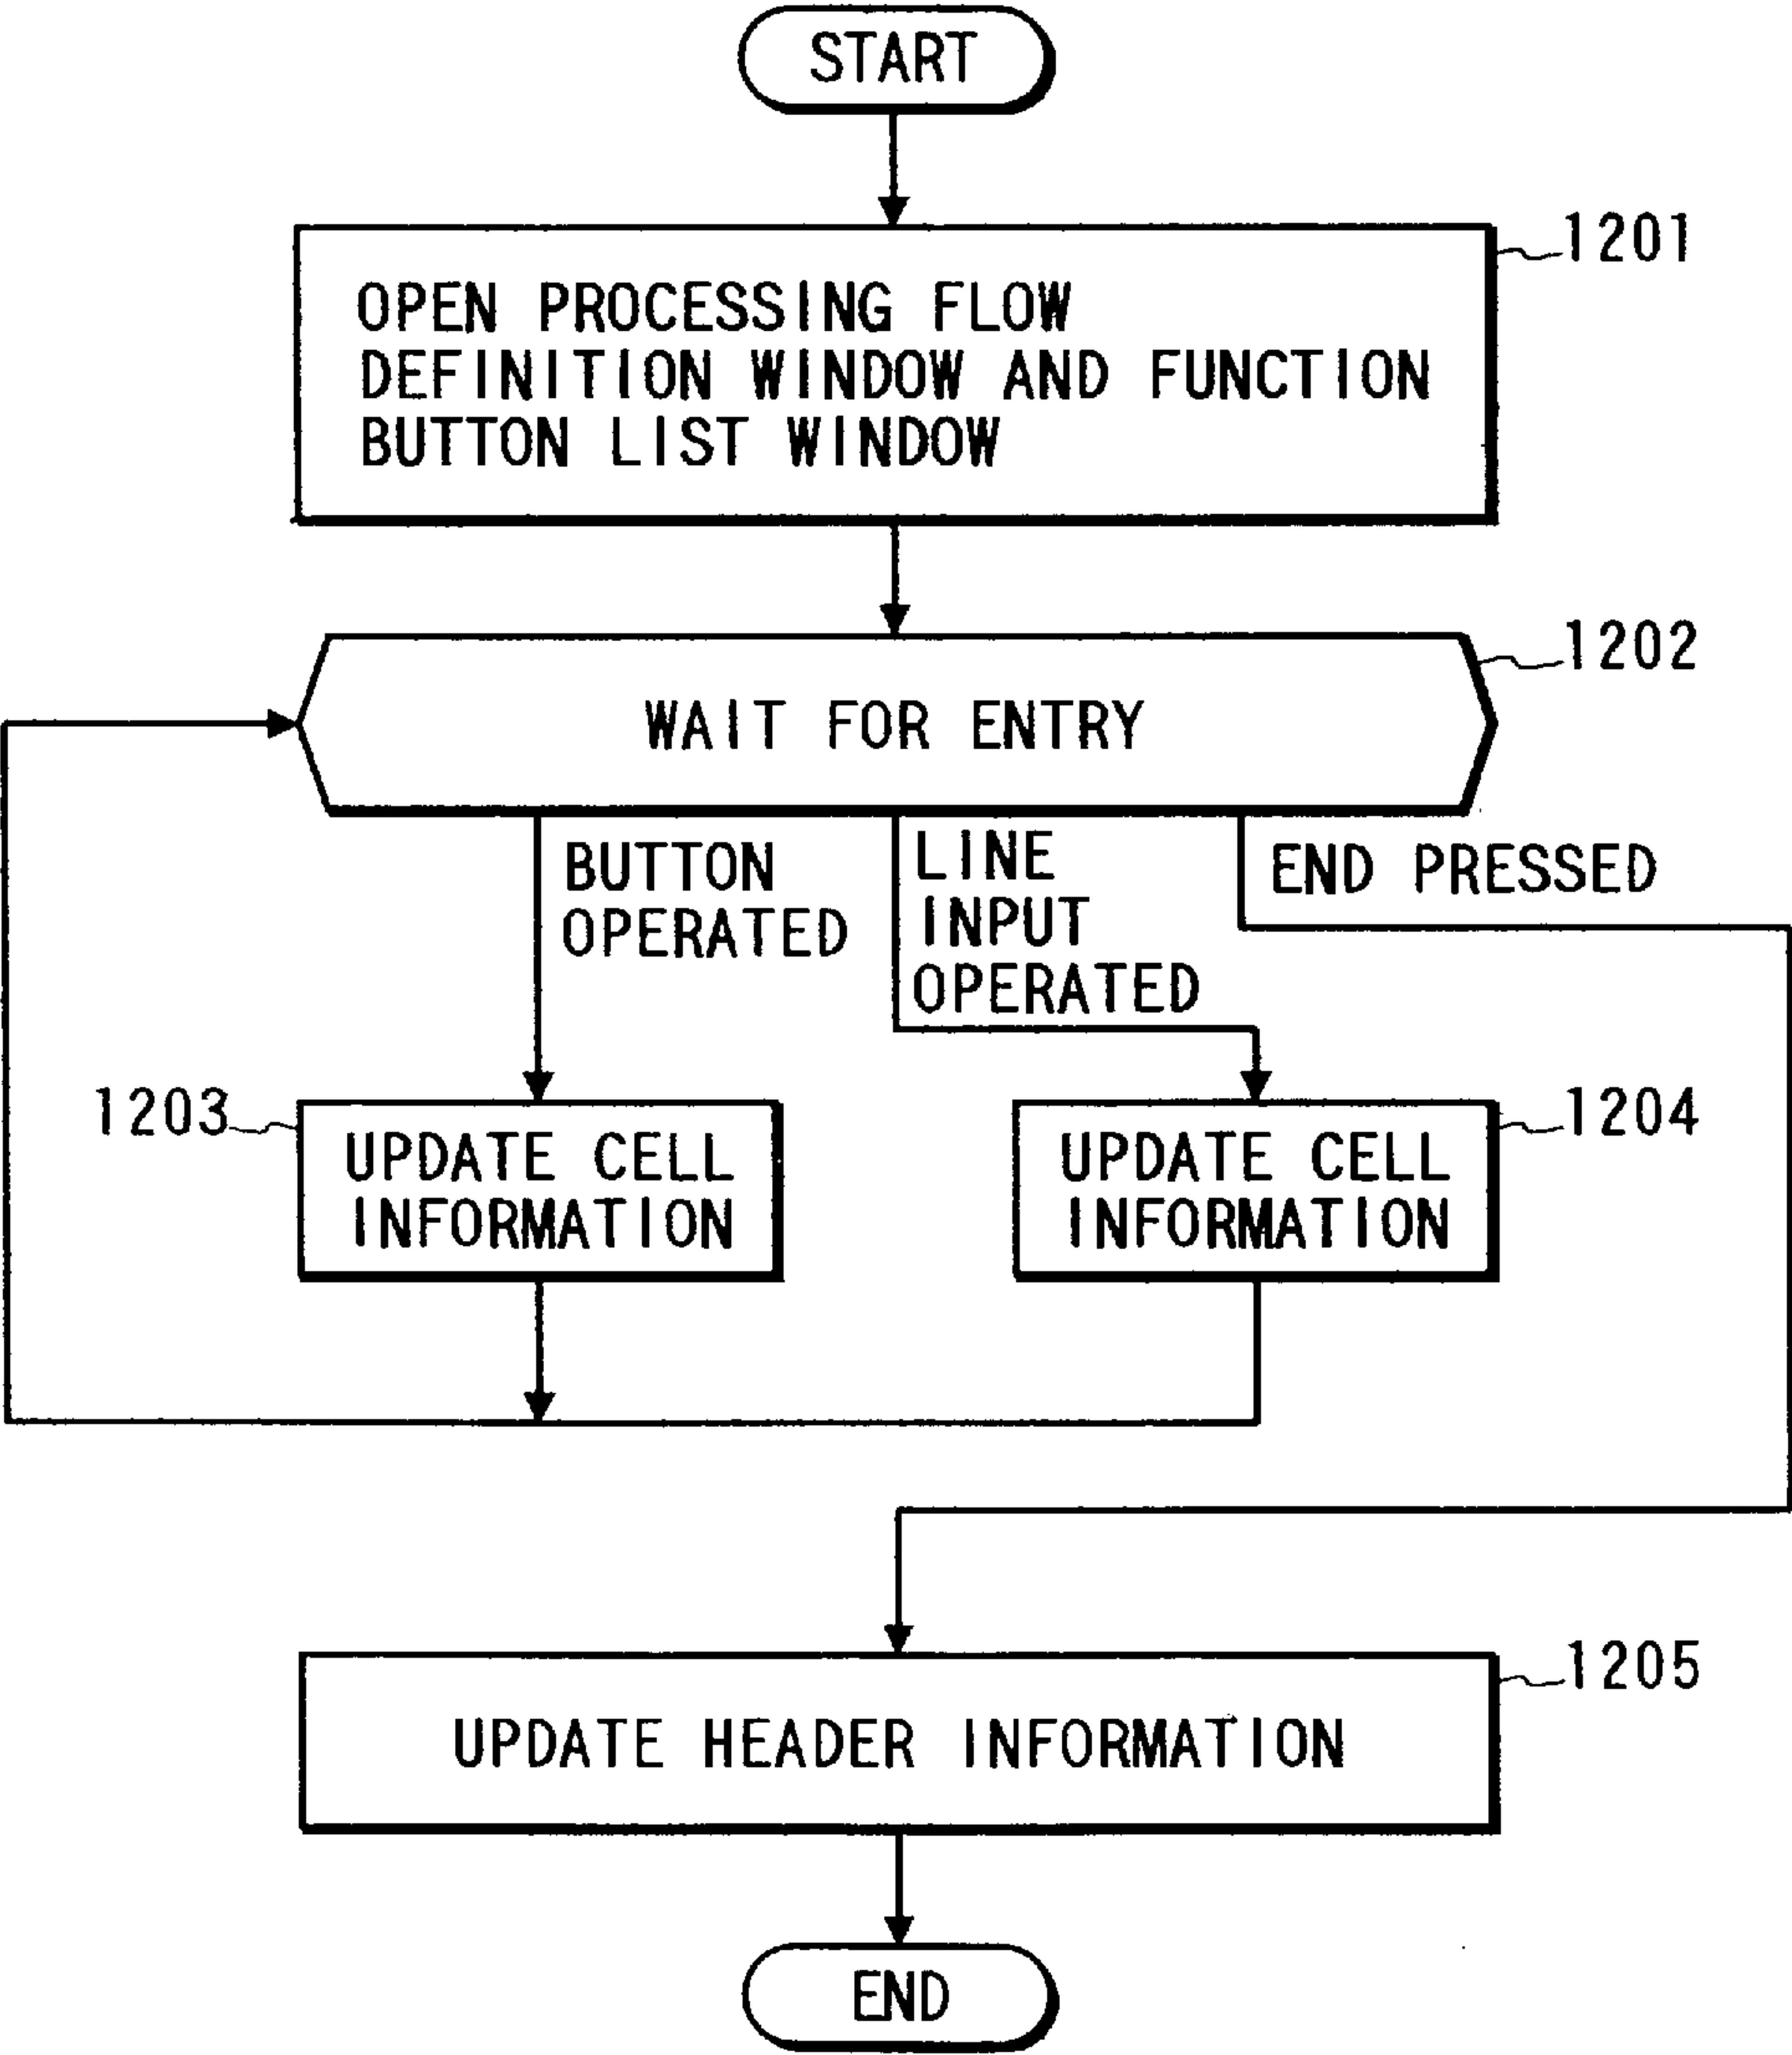 START
1201
OPEN PROCESSING FLOW
DEFINITION WINDOW AND FUNCTION
BUTTON LIST WINDOW
1202
WAIT FOR ENTRY
BUTTON
OPERATED
LINE
INPUT
OPERATED
END PRESSED
1203
UPDATE CELL
INFORMATION
1204
UPDATE CELL
INFORMATION
1205
UPDATE HEADER INFORMATION
END